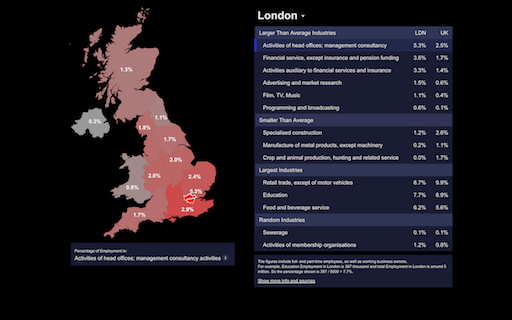 London
Larger Than Average Industries LDN UK
Activities of head offices; management consultancy 5.3% 2.5%
Financial service, except insurance and pension funding 3.6% 1.7%
Activities auxiliary to financial services and insurance 3.3% 1.4%
Advertising and market research 1.5% 0.6%
Film, TV, Music 1.1% 0.4%
Programming and broadcasting 0.6% 0.1%
Smaller Than Average
Specialised construction 1.2% 2.6%
Manufacture of metal products, except machinery 0.2% 1.1%
Crop and animal production, hunting and related service 0.0% 1.7%
Largest Industries
Retail trade, except of motor vehicles 8.7% 9.9%
Education 7.7% 8.9%
Food and beverage service 6.2% 5.6%
Random Industries
Sewerage 0.1% 0.1%
Activities of membership organisations 1.2% 0.8%
The figures include full- and part-time employees, as well as working business owners.
For example, Education Employment in London is 387 thousand and total Employment in London is around 5
million. So the percentage shown is 387 / 5000 = 7.7%.
Show more info and sources
1.3%
0.3%
1.1%
1.8%
1.7%
2.0%
2.0%
2.4%
0.8%
5.3%
2.9%
1.7%
Percentage of Employment in:
Activities of head offices; management consultancy activities